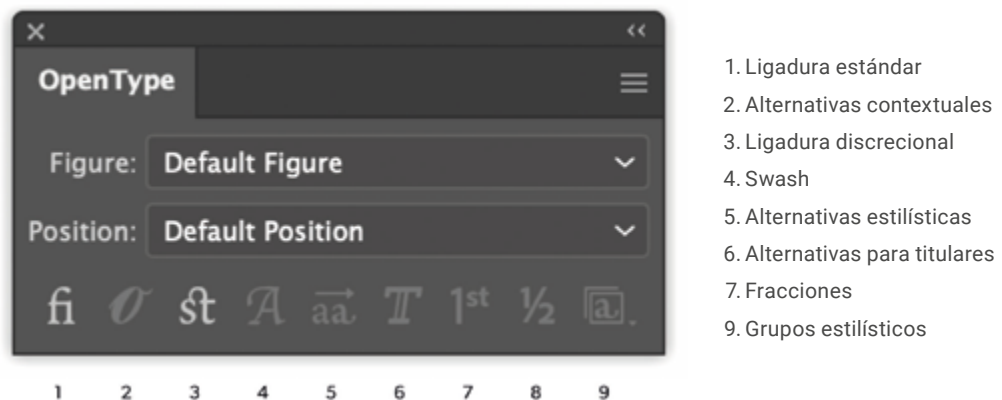 OpenType
Figure: Default Figure
Position: Default Position
fi O st A aa T 1st ½ a
1 2 3 4 5 6 7 8 9
1. Ligadura estándar
2. Alternativas contextuales
3. Ligadura discrecional
4. Swash
5. Alternativas estilísticas
6. Alternativas para titulares
7. Fracciones
9. Grupos estilísticos